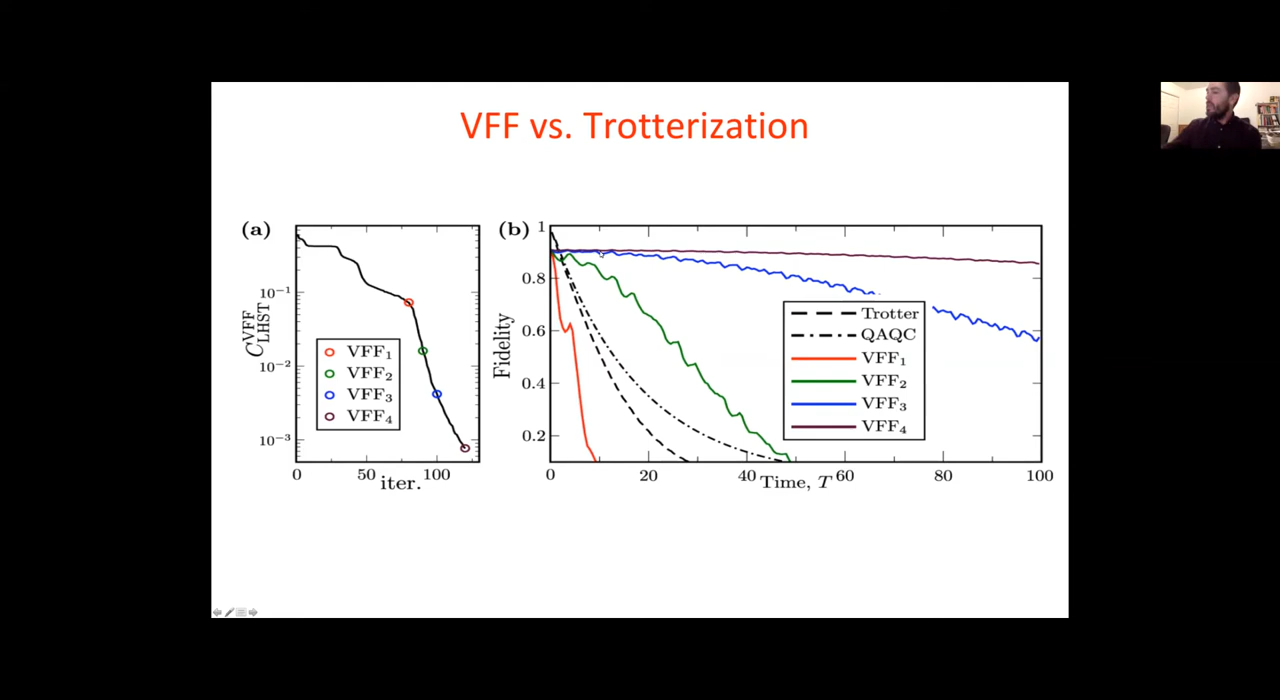 VFF vs. Trotterization
(a)
C_LHST^VFF
10⁻¹
10⁻²
10⁻³
VFF₁
VFF₂
VFF₃
VFF₄
0
50
100
iter.
(b)
Fidelity
1
0.8
0.6
0.4
0.2
Trotter
QAQC
VFF₁
VFF₂
VFF₃
VFF₄
0
20
40
60
80
100
Time, T